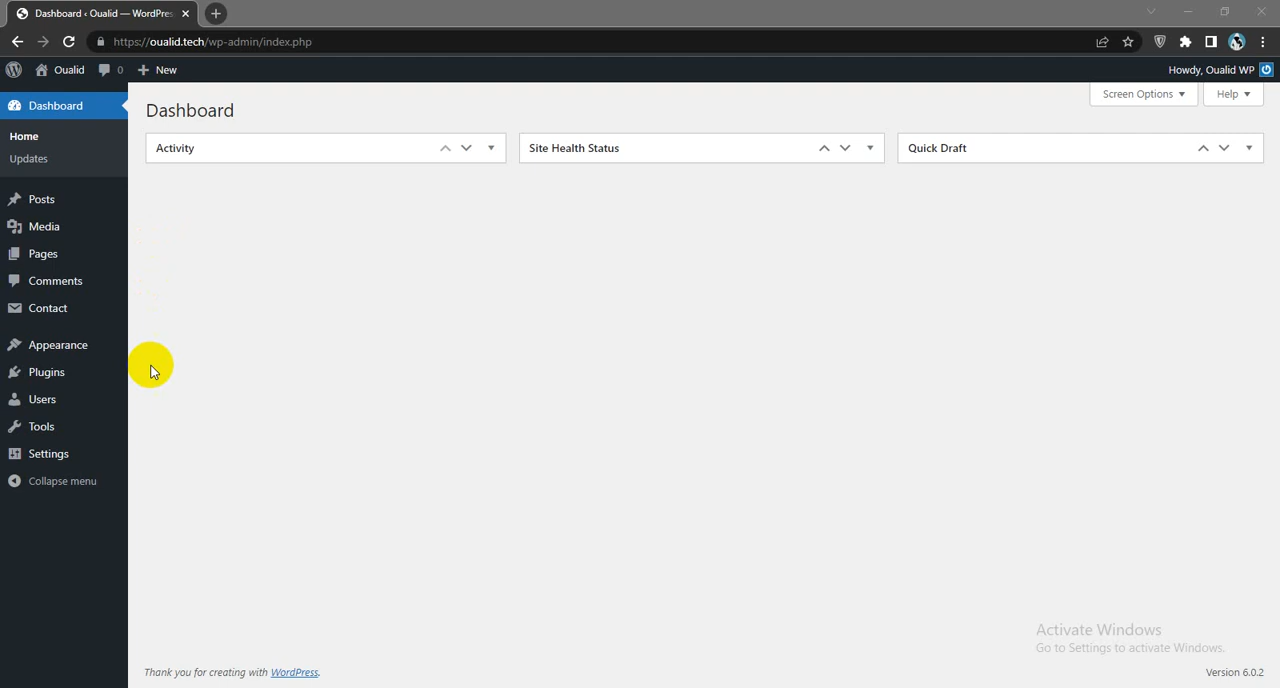 Dashboard ‹ Oualid — WordPres
https://oualid.tech/wp-admin/index.php
Oualid 0 New Howdy, Oualid WP
Screen Options Help
Dashboard
Home
Updates
Posts
Media
Pages
Comments
Contact
Appearance
Plugins
Users
Tools
Settings
Collapse menu
Dashboard
Activity
Site Health Status
Quick Draft
Activate Windows
Go to Settings to activate Windows.
Thank you for creating with WordPress.
Version 6.0.2